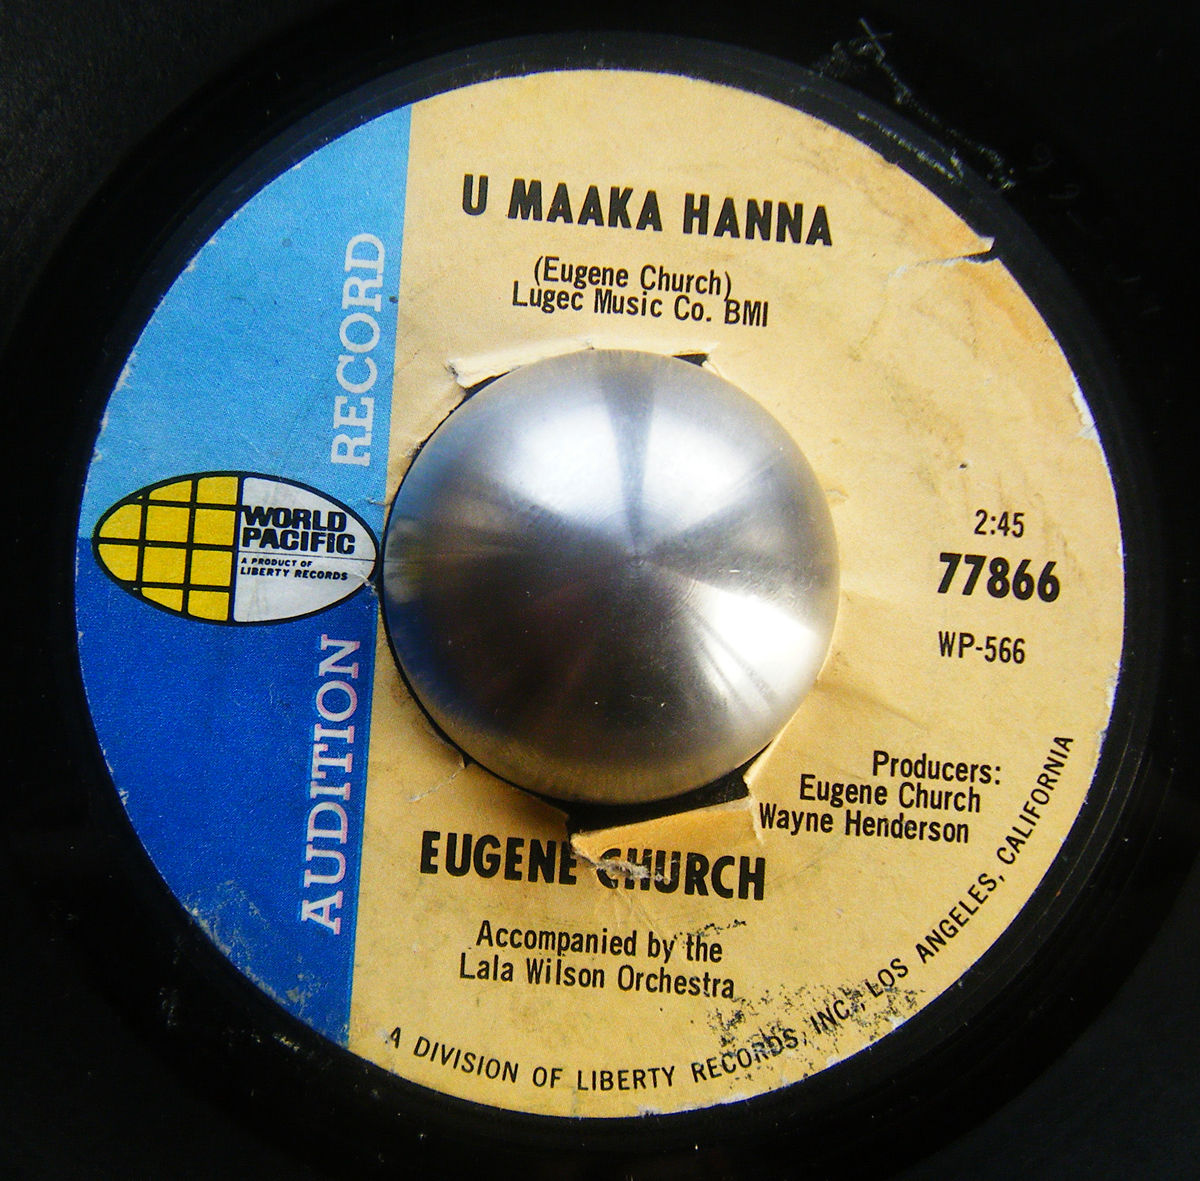 U MAAKA HANNA
(Eugene Church)
Lugec Music Co. BMI
RECORD
WORLD
PACIFIC
A PRODUCT OF
LIBERTY RECORDS
AUDITION
2:45
77866
WP-566
Producers:
Eugene Church
Wayne Henderson
EUGENE CHURCH
Accompanied by the
Lala Wilson Orchestra
A DIVISION OF LIBERTY RECORDS, INC., LOS ANGELES, CALIFORNIA